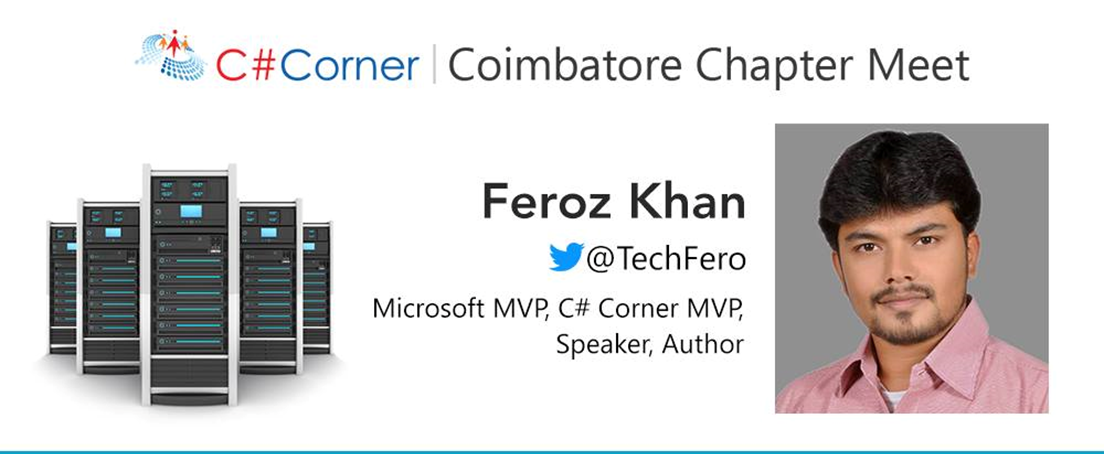 C#Corner | Coimbatore Chapter Meet
Feroz Khan
@TechFero
Microsoft MVP, C# Corner MVP,
Speaker, Author